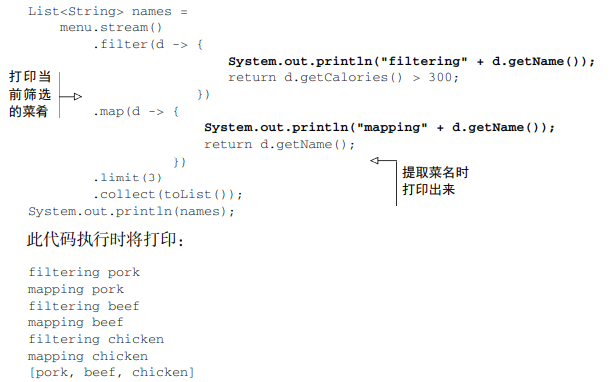 List<String> names =
menu.stream()
.filter(d -> {
System.out.println("filtering" + d.getName());
return d.getCalories() > 300;
})
.map(d -> {
System.out.println("mapping" + d.getName());
return d.getName();
})
.limit(3)
.collect(toList());
System.out.println(names);
打印当
前筛选
的菜肴
提取菜名时
打印出来
此代码执行时将打印：
filtering pork
mapping pork
filtering beef
mapping beef
filtering chicken
mapping chicken
[pork, beef, chicken]